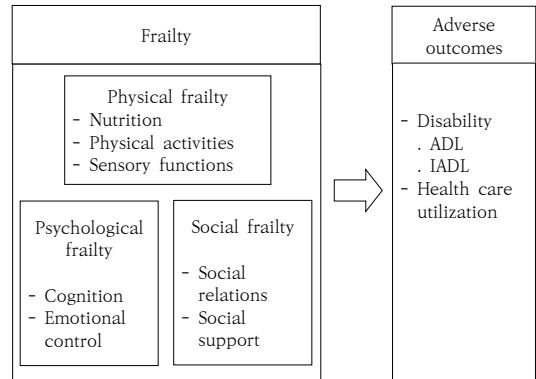 Frailty
Physical frailty
- Nutrition
- Physical activities
- Sensory functions
Psychological
frailty
- Cognition
- Emotional
control
Social frailty
- Social
relations
- Social
support
Adverse
outcomes
- Disability
. ADL
. IADL
- Health care
utilization